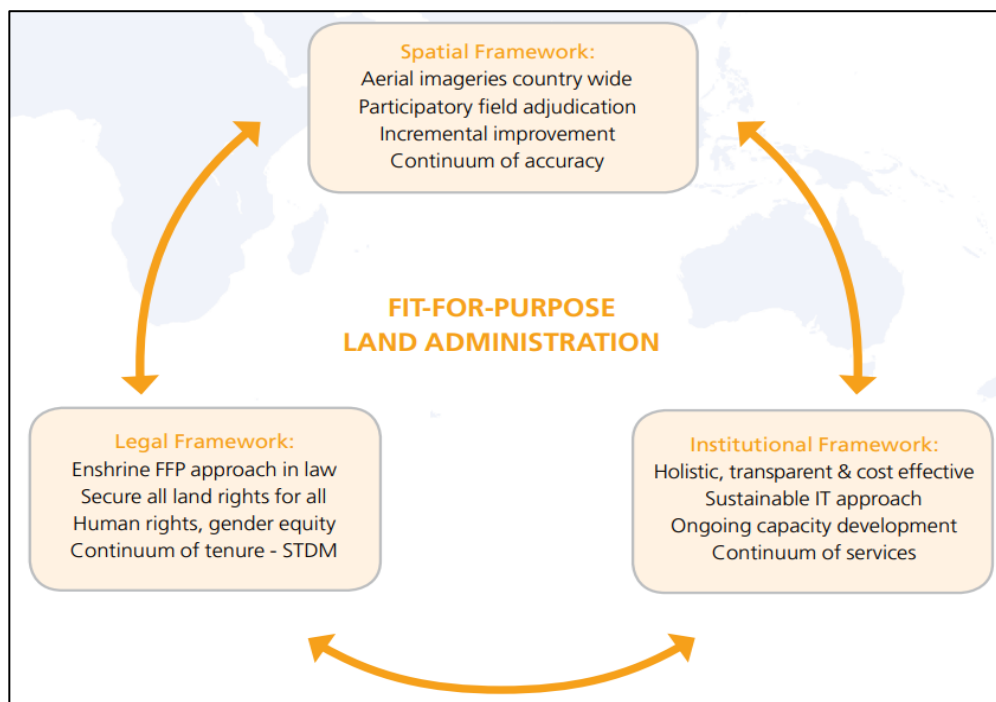 Spatial Framework:
Aerial imageries country wide
Participatory field adjudication
Incremental improvement
Continuum of accuracy
FIT-FOR-PURPOSE
LAND ADMINISTRATION
Legal Framework:
Enshrine FFP approach in law
Secure all land rights for all
Human rights, gender equity
Continuum of tenure - STDM
Institutional Framework:
Holistic, transparent & cost effective
Sustainable IT approach
Ongoing capacity development
Continuum of services